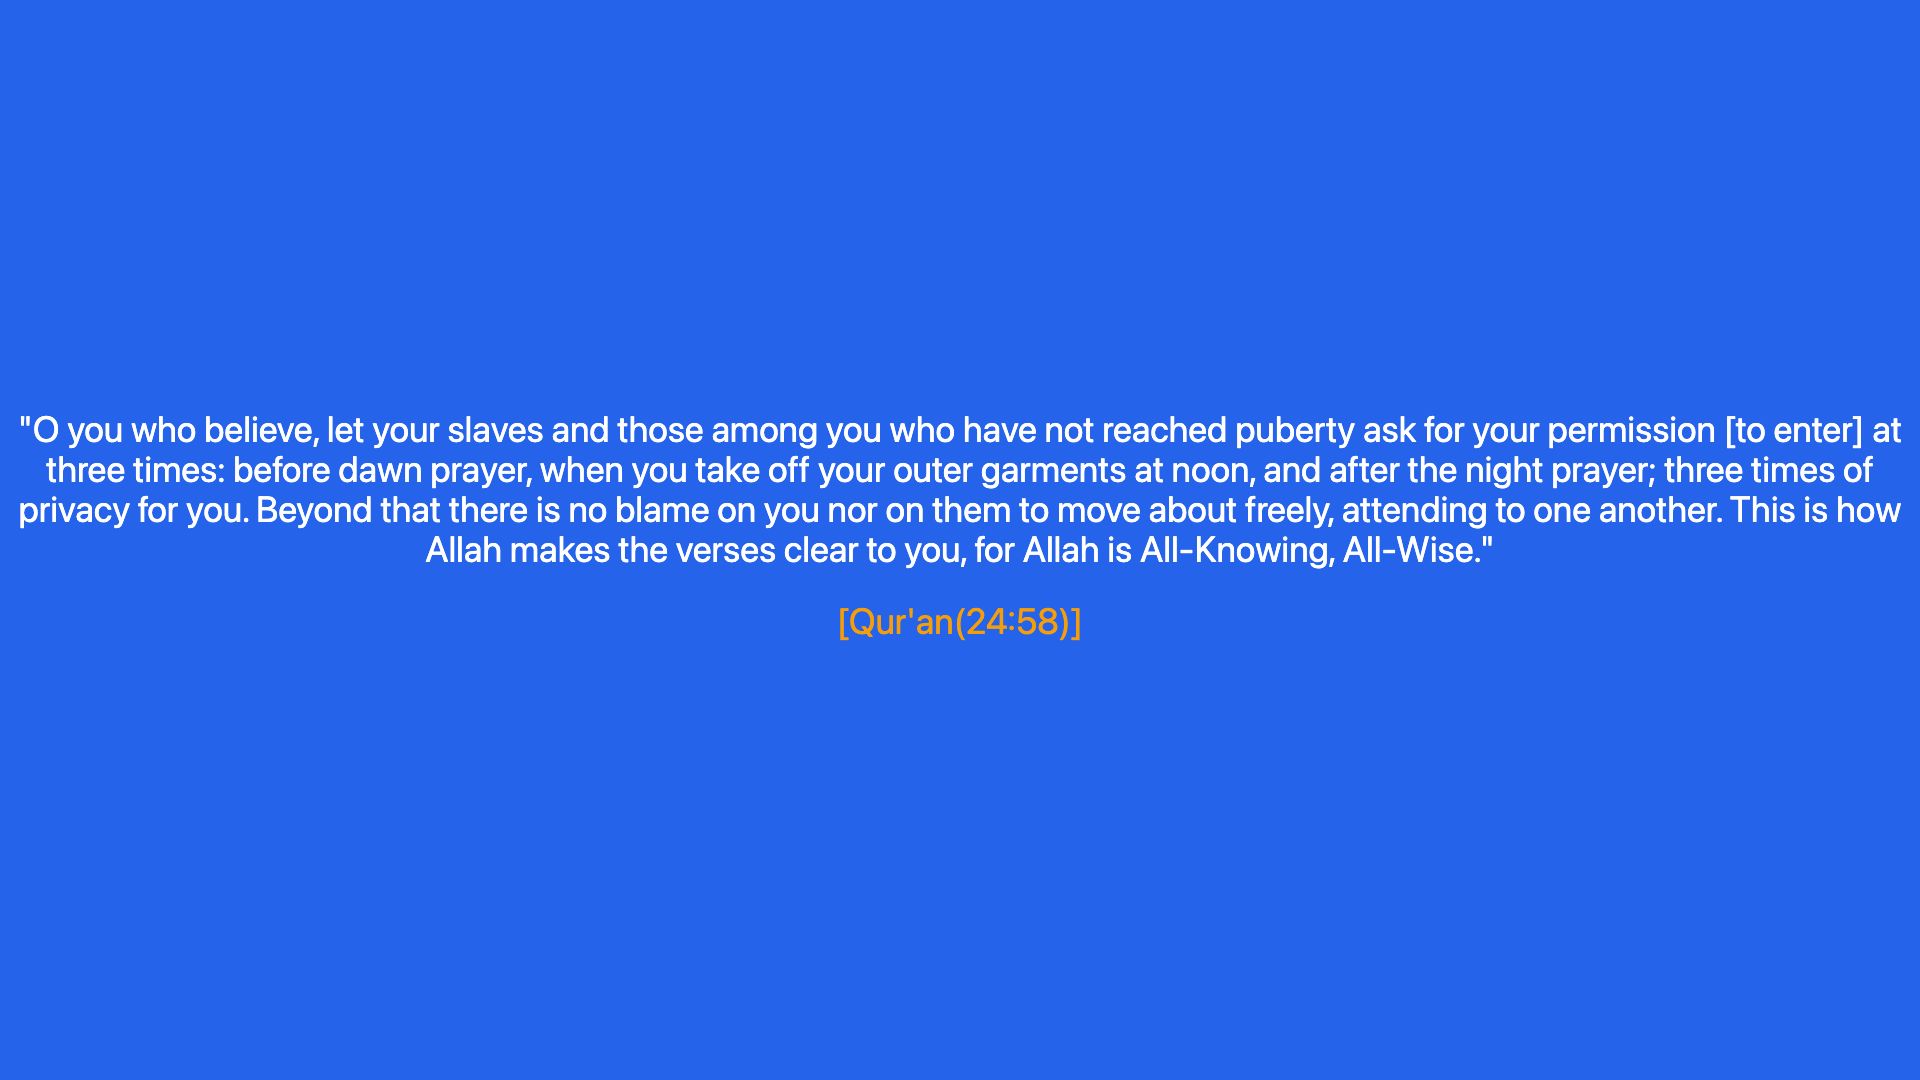 "O you who believe, let your slaves and those among you who have not reached puberty ask for your permission [to enter] at
three times: before dawn prayer, when you take off your outer garments at noon, and after the night prayer; three times of
privacy for you. Beyond that there is no blame on you nor on them to move about freely, attending to one another. This is how
Allah makes the verses clear to you, for Allah is All-Knowing, All-Wise."
[Qur'an(24:58)]